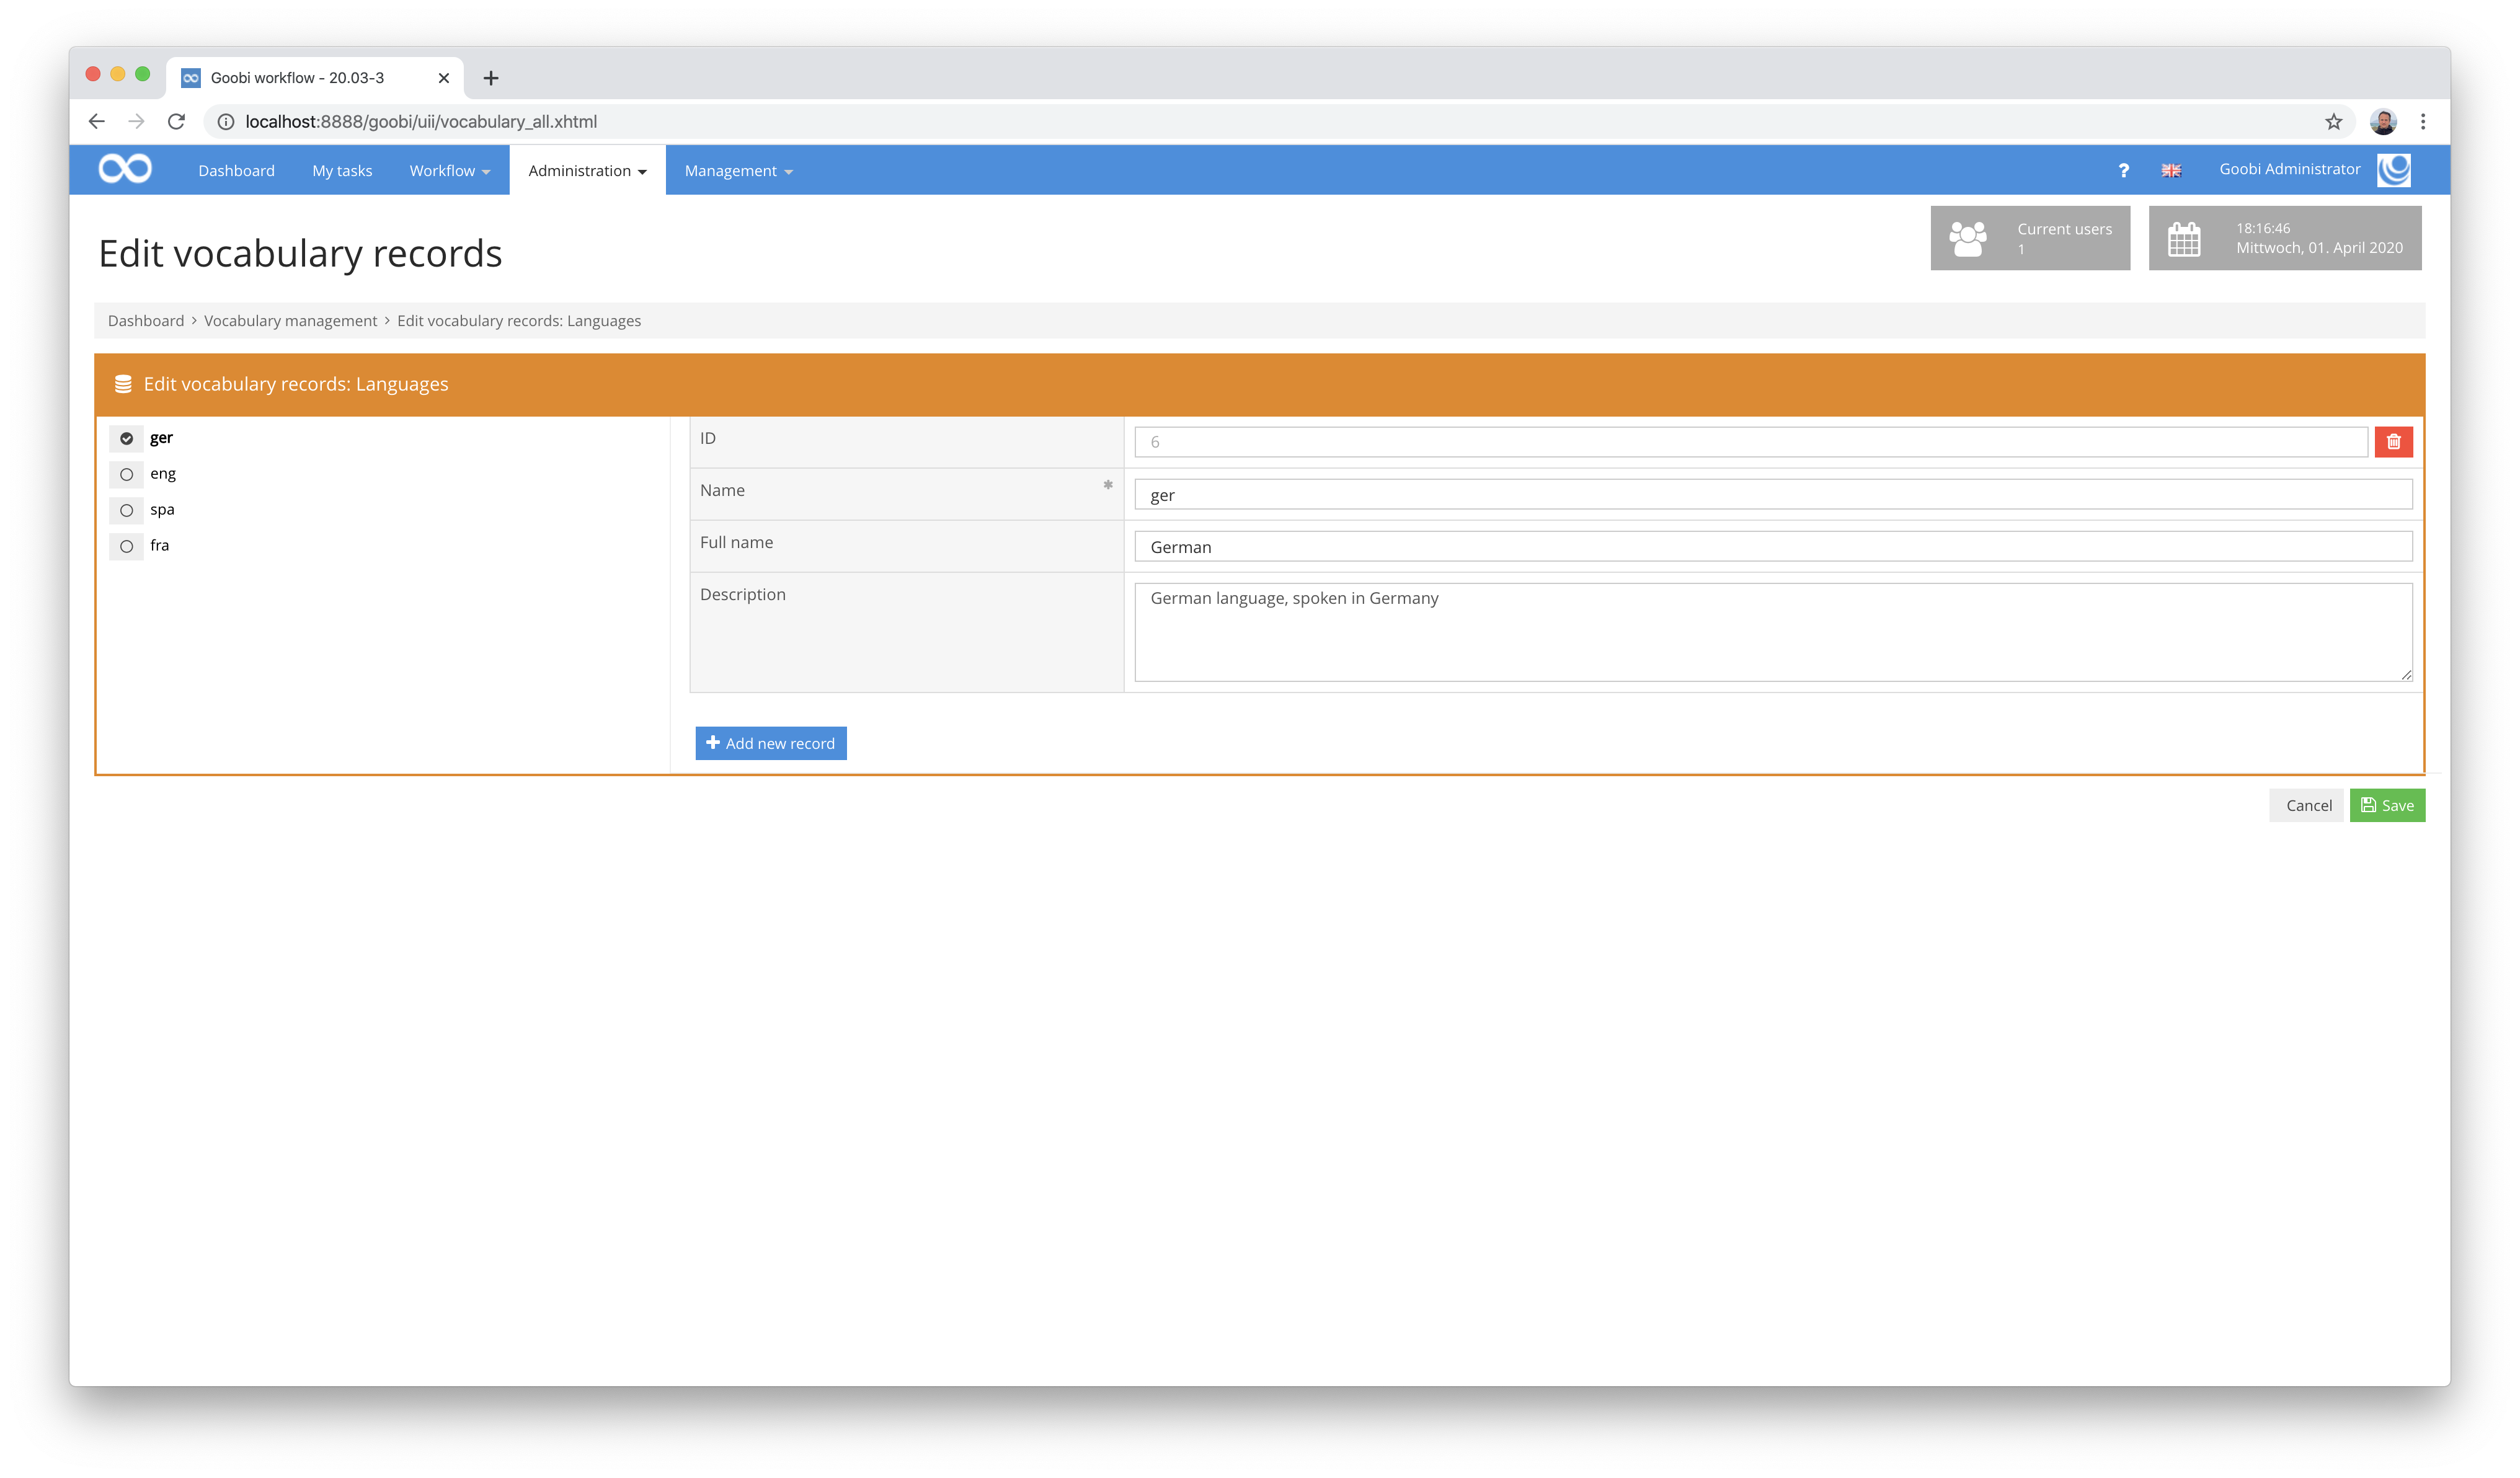 Goobi workflow - 20.03-3
localhost:8888/goobi/uii/vocabulary_all.xhtml
Dashboard My tasks Workflow Administration Management ? Goobi Administrator
Edit vocabulary records
Current users
1
18:16:46
Mittwoch, 01. April 2020
Dashboard > Vocabulary management > Edit vocabulary records: Languages
Edit vocabulary records: Languages
ger
eng
spa
fra
ID 6
Name * ger
Full name German
Description German language, spoken in Germany
Add new record
Cancel Save